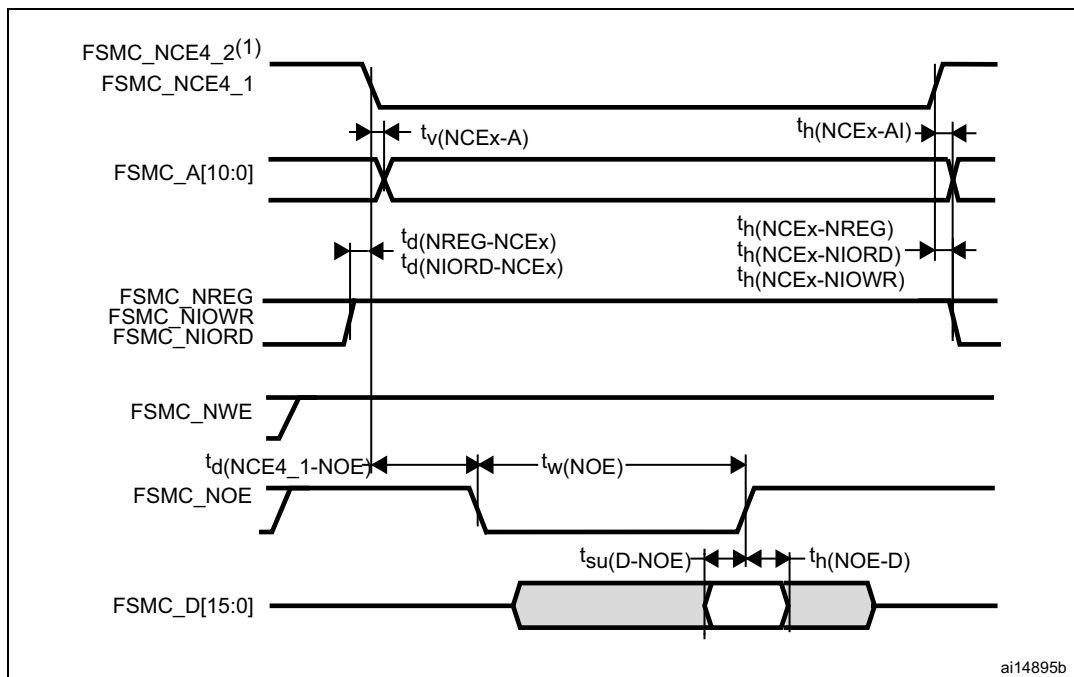 FSMC_NCE4_2(1)
FSMC_NCE4_1
tv(NCEx-A)
th(NCEx-AI)
FSMC_A[10:0]
td(NREG-NCEx)
td(NIORD-NCEx)
th(NCEx-NREG)
th(NCEx-NIORD)
th(NCEx-NIOWR)
FSMC_NREG
FSMC_NIOWR
FSMC_NIORD
FSMC_NWE
td(NCE4_1-NOE)
tw(NOE)
FSMC_NOE
tsu(D-NOE)
th(NOE-D)
FSMC_D[15:0]
ai14895b